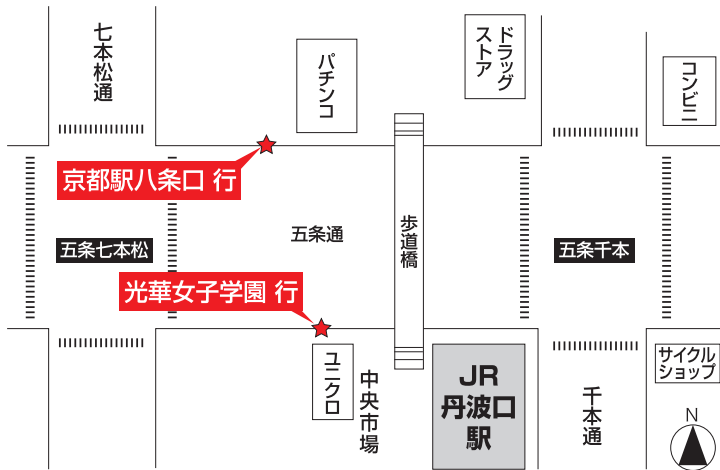 七本松通
パチンコ
ドラッグ
ストア
コンビニ
京都駅八条口 行
五条七本松
五条通
歩道橋
五条千本
光華女子学園 行
ユニクロ
中央市場
JR
丹波口
駅
千本通
サイクル
ショップ
N